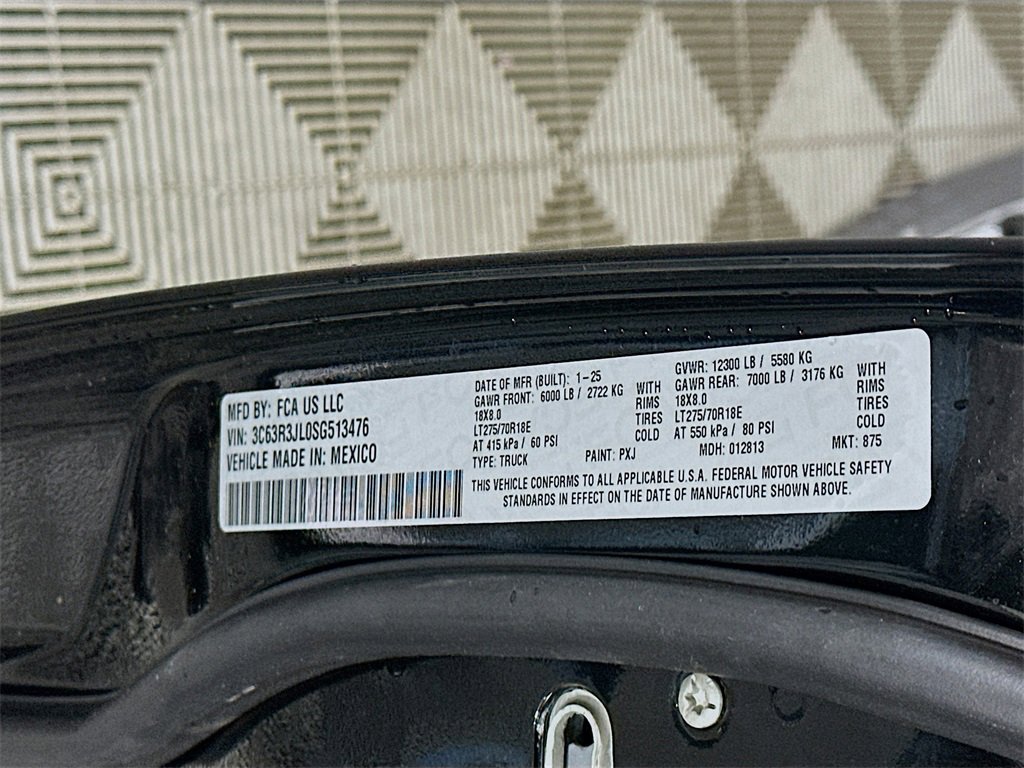 MFD BY: FCA US LLC
VIN: 3C63R3JL0SG513476
VEHICLE MADE IN: MEXICO
DATE OF MFR (BUILT): 1-25
GAWR FRONT: 6000 LB / 2722 KG WITH
18X8.0 RIMS
LT275/70R18E TIRES
AT 415 kPa / 60 PSI COLD
TYPE: TRUCK PAINT: PXJ
GVWR: 12300 LB / 5580 KG
GAWR REAR: 7000 LB / 3176 KG WITH
18X8.0 RIMS
LT275/70R18E TIRES
AT 550 kPa / 80 PSI COLD
MDH: 012813 MKT: 875
THIS VEHICLE CONFORMS TO ALL APPLICABLE U.S.A. FEDERAL MOTOR VEHICLE SAFETY
STANDARDS IN EFFECT ON THE DATE OF MANUFACTURE SHOWN ABOVE.